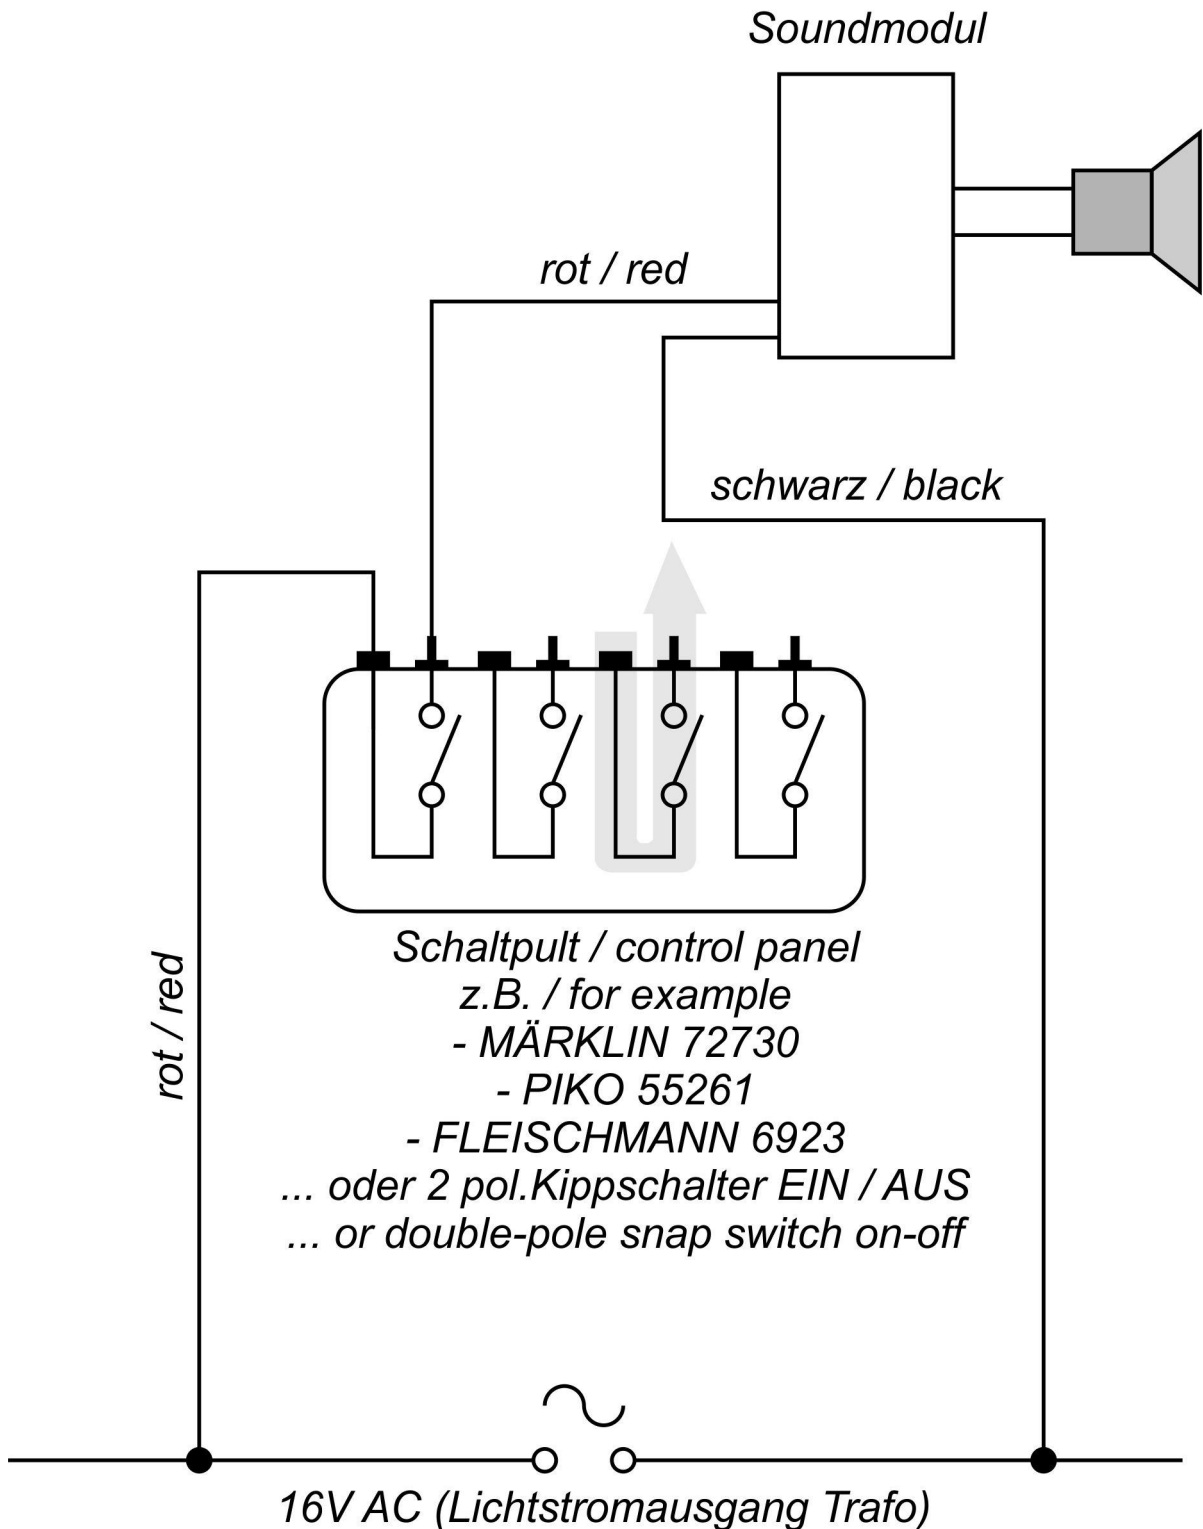 Soundmodul
rot / red
schwarz / black
Schaltpult / control panel
z.B. / for example
- MÄRKLIN 72730
- PIKO 55261
- FLEISCHMANN 6923
... oder 2 pol.Kippschalter EIN / AUS
... or double-pole snap switch on-off
rot / red
16V AC (Lichtstromausgang Trafo)